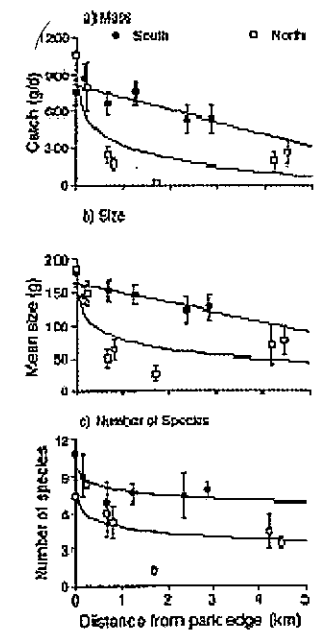 a) Mass
South North
1200
900
600
300
0
Catch (g/d)
b) Size
200
150
100
50
0
Mean size (g)
c) Number of Species
12
9
6
3
0
Number of species
0 1 2 3 4 5
Distance from park edge (km)